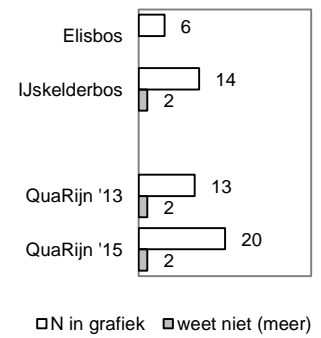 Elisbos 6
IJskelderbos 14
2
QuaRijn '13 13
2
QuaRijn '15 20
2
N in grafiek weet niet (meer)